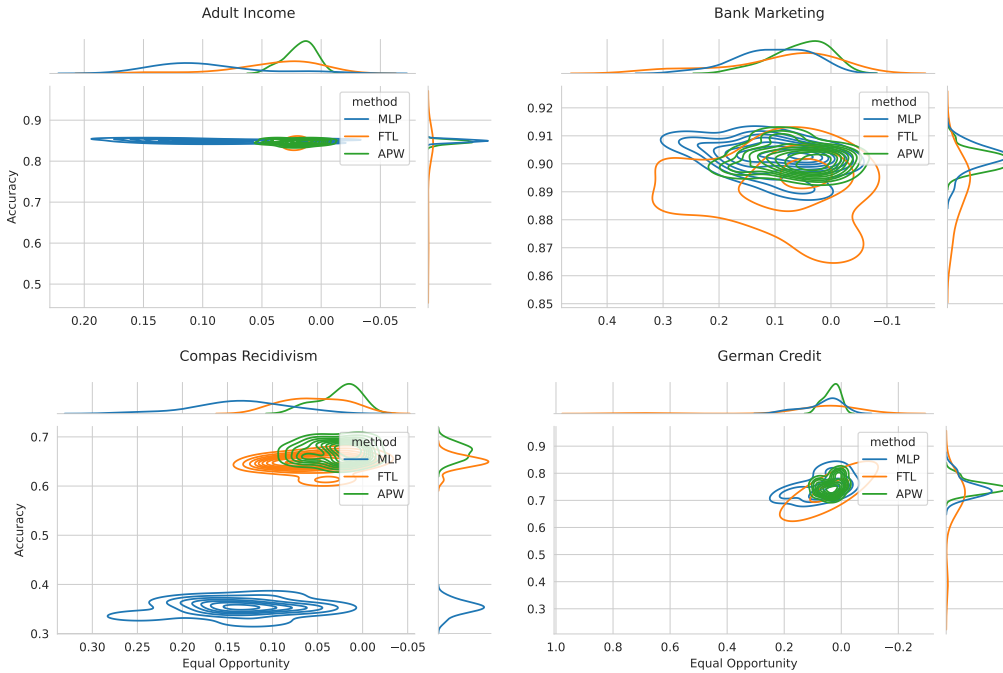 Adult Income
Bank Marketing
method
MLP
FTL
APW
0.9
0.8
0.7
0.6
0.5
Accuracy
0.20
0.15
0.10
0.05
0.00
−0.05
method
MLP
FTL
APW
0.92
0.91
0.90
0.89
0.88
0.87
0.86
0.85
0.4
0.3
0.2
0.1
0.0
−0.1
Compas Recidivism
German Credit
method
MLP
FTL
APW
0.7
0.6
0.5
0.4
0.3
Accuracy
0.30
0.25
0.20
0.15
0.10
0.05
0.00
−0.05
Equal Opportunity
method
MLP
FTL
APW
0.9
0.8
0.7
0.6
0.5
0.4
0.3
1.0
0.8
0.6
0.4
0.2
0.0
−0.2
Equal Opportunity